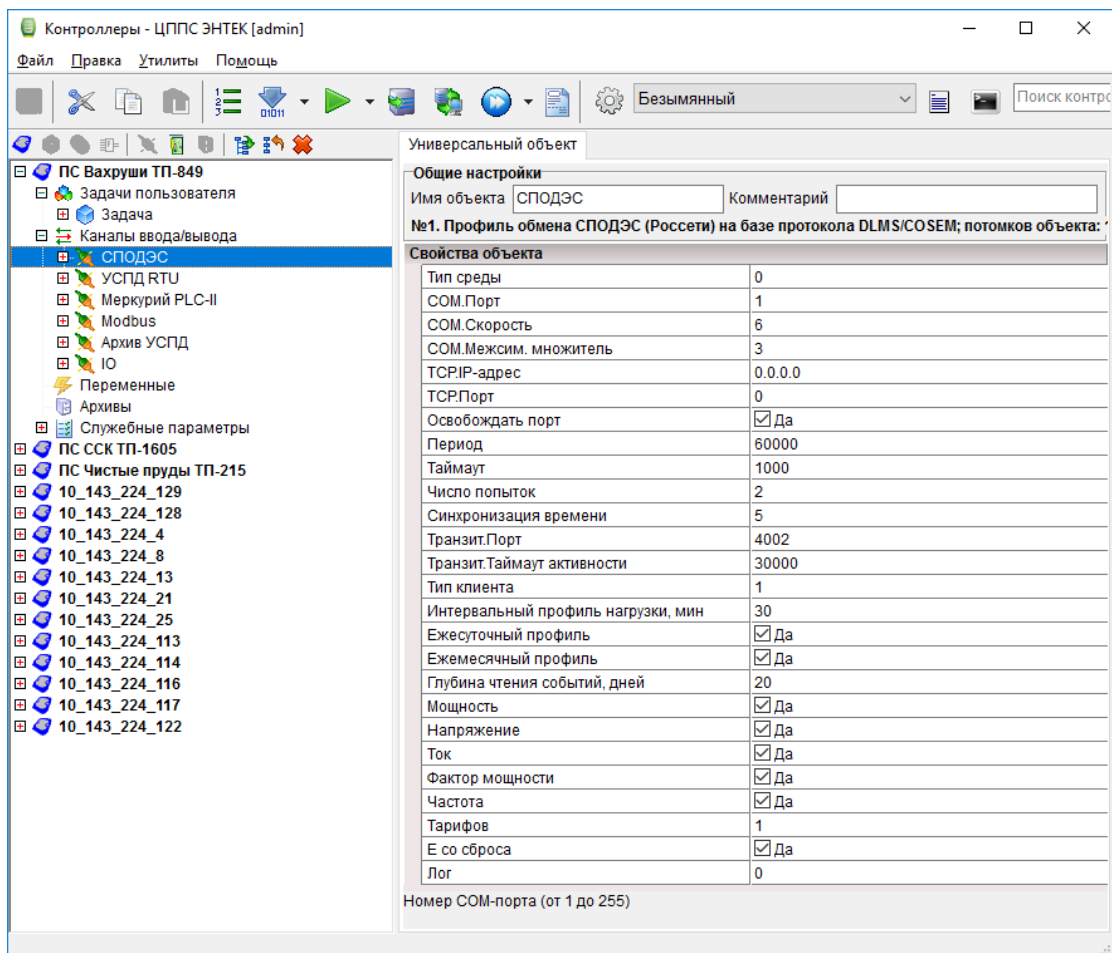 Контроллеры - ЦППС ЭНТЕК [admin]
Файл Правка Утилиты Помощь
Безымянный
Поиск контро
Универсальный объект
ПС Вахруши ТП-849
Задачи пользователя
Задача
Каналы ввода/вывода
СПОДЭС
УСПД RTU
Меркурий PLC-II
Modbus
Архив УСПД
IO
Переменные
Архивы
Служебные параметры
ПС ССК ТП-1605
ПС Чистые пруды ТП-215
10_143_224_129
10_143_224_128
10_143_224_4
10_143_224_8
10_143_224_13
10_143_224_21
10_143_224_25
10_143_224_113
10_143_224_114
10_143_224_116
10_143_224_117
10_143_224_122
Общие настройки
Имя объекта СПОДЭС Комментарий
№1. Профиль обмена СПОДЭС (Россети) на базе протокола DLMS/COSEM; потомков объекта:
Свойства объекта
Тип среды 0
COM.Порт 1
COM.Скорость 6
COM.Межсим. множитель 3
TCP.IP-адрес 0.0.0.0
TCP.Порт 0
Освобождать порт Да
Период 60000
Таймаут 1000
Число попыток 2
Синхронизация времени 5
Транзит.Порт 4002
Транзит.Таймаут активности 30000
Тип клиента 1
Интервальный профиль нагрузки, мин 30
Ежесуточный профиль Да
Ежемесячный профиль Да
Глубина чтения событий, дней 20
Мощность Да
Напряжение Да
Ток Да
Фактор мощности Да
Частота Да
Тарифов 1
Е со сброса Да
Лог 0
Номер COM-порта (от 1 до 255)